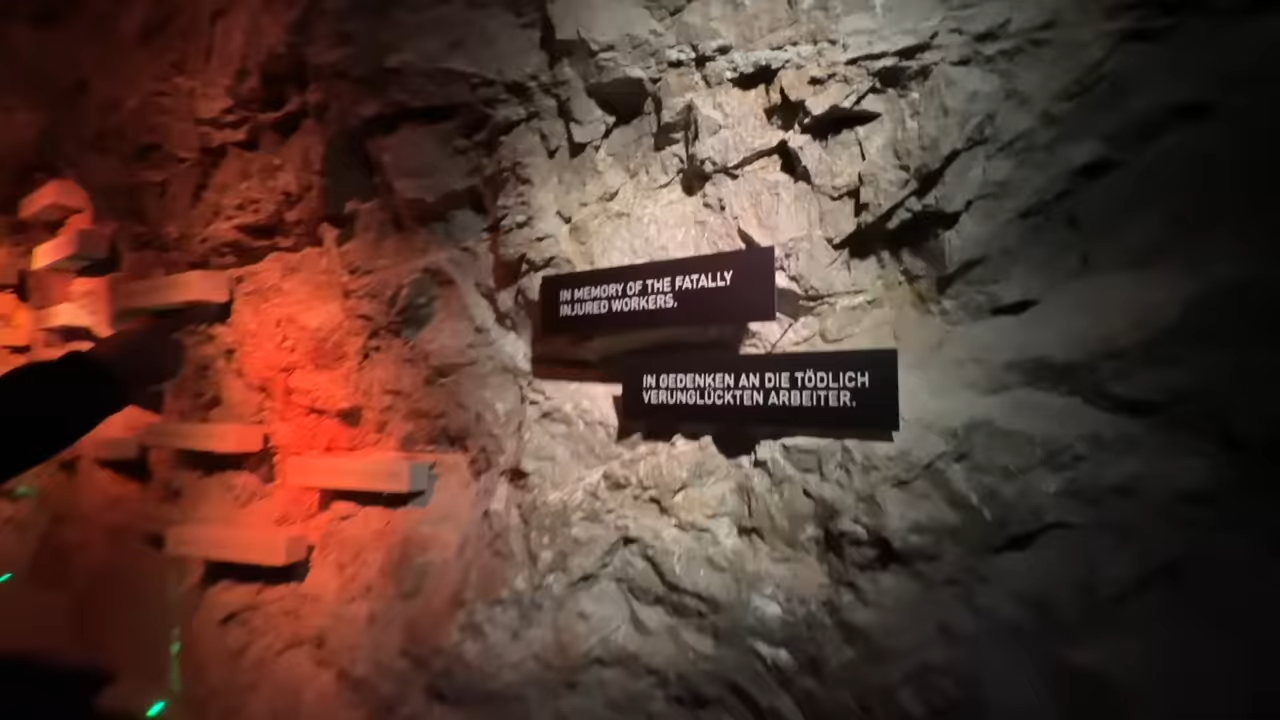 IN MEMORY OF THE FATALLY
INJURED WORKERS.
IN GEDENKEN AN DIE TÖDLICH
VERUNGLÜCKTEN ARBEITER.